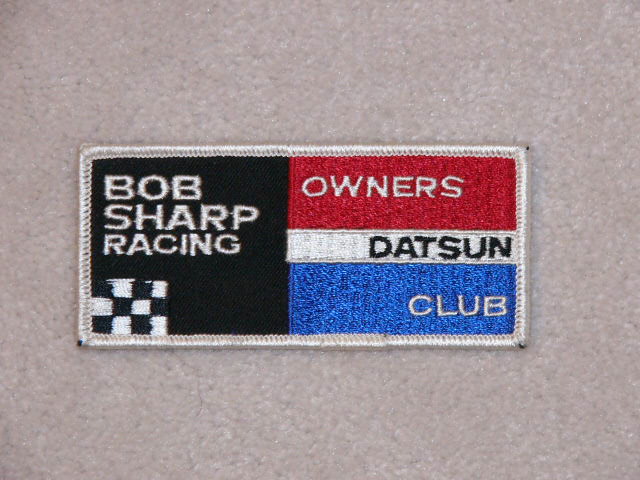 BOB
SHARP
RACING
OWNERS
DATSUN
CLUB